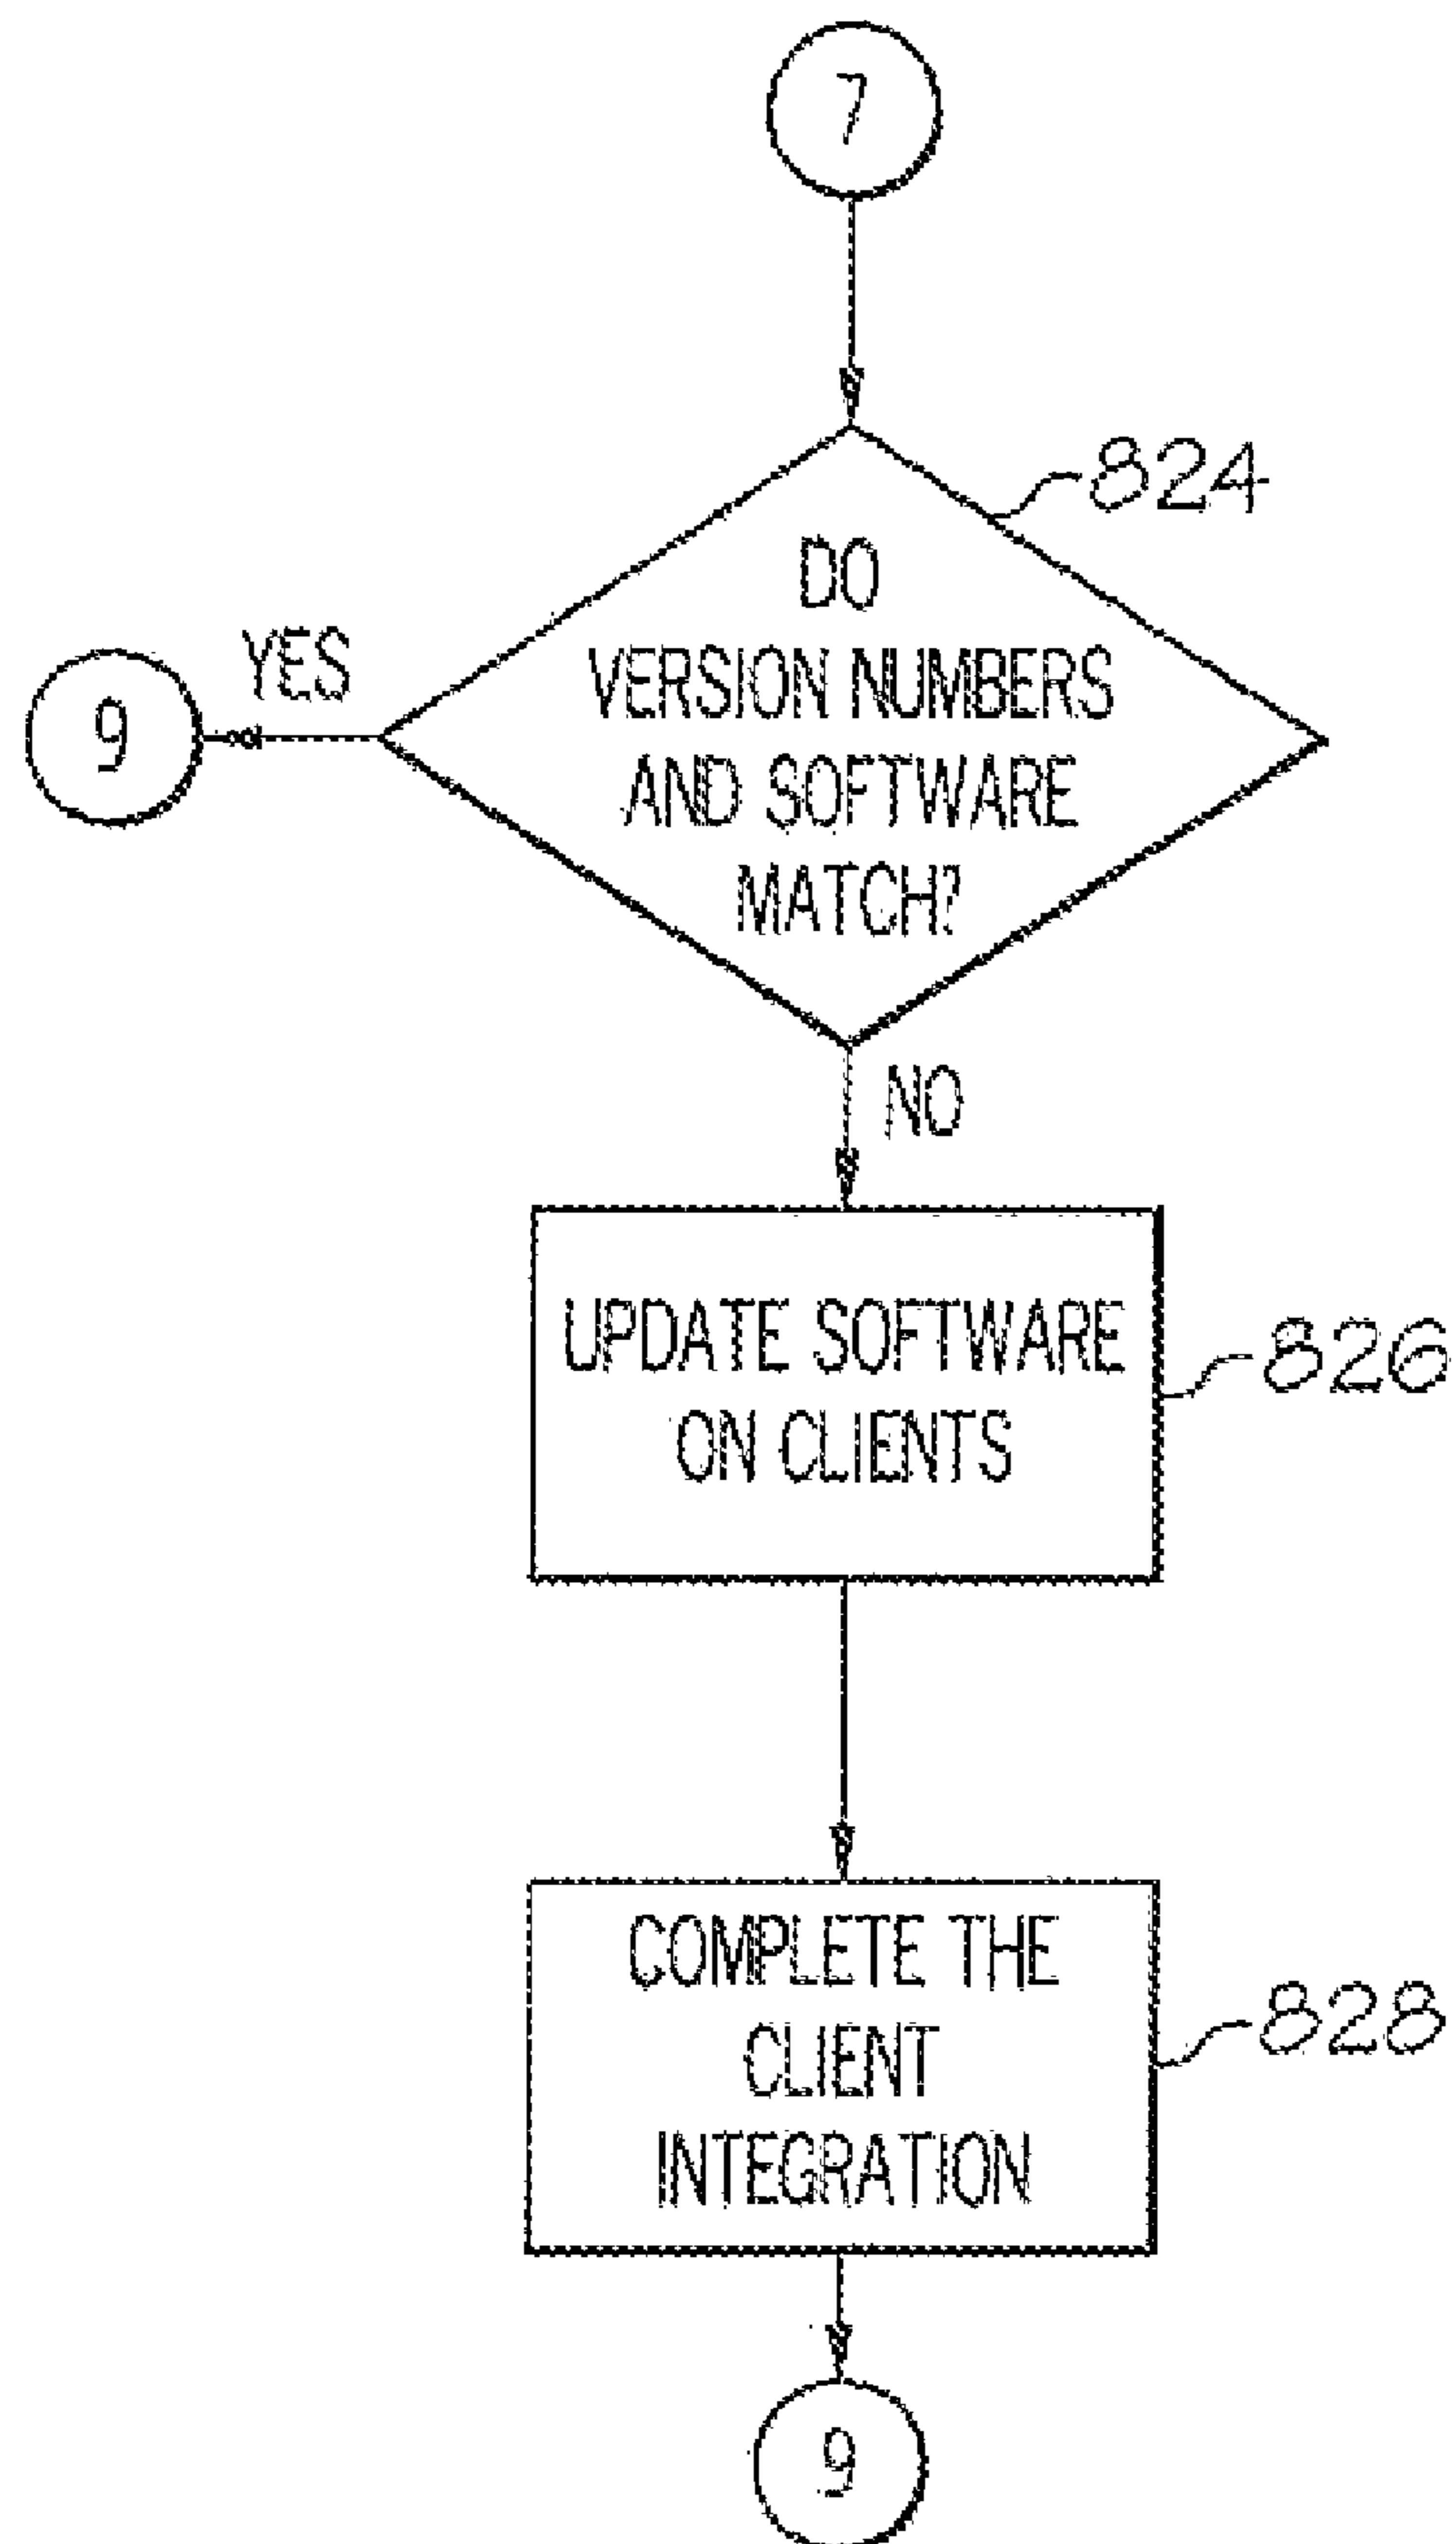 7
824
DO
VERSION NUMBERS
AND SOFTWARE
MATCH?
YES
9
NO
UPDATE SOFTWARE
ON CLIENTS
826
COMPLETE THE
CLIENT
INTEGRATION
828
9